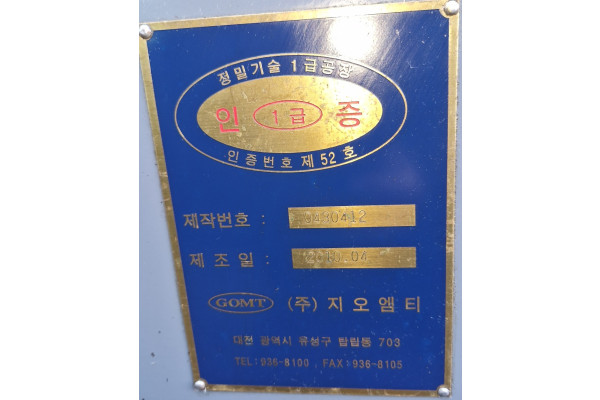 정밀기술 1급공장
인 1급 증
인증번호 제 52 호
제작번호 :
제 조 일 : 04
GOMT (주) 지오엠티
대전 광역시 유성구 탑립동 703
TEL:936-8100 , FAX:936-8105